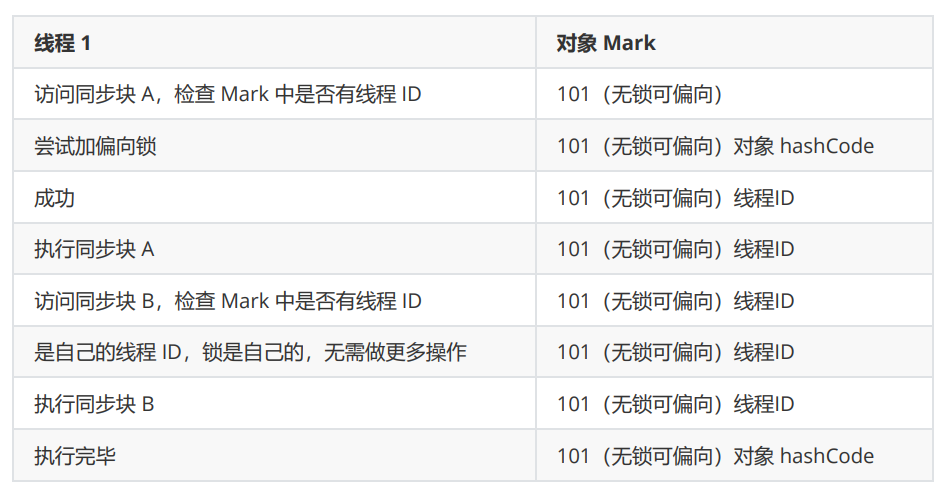 线程 1 对象 Mark
访问同步块 A，检查 Mark 中是否有线程 ID 101（无锁可偏向）
尝试加偏向锁 101（无锁可偏向）对象 hashCode
成功 101（无锁可偏向）线程ID
执行同步块 A 101（无锁可偏向）线程ID
访问同步块 B，检查 Mark 中是否有线程 ID 101（无锁可偏向）线程ID
是自己的线程 ID，锁是自己的，无需做更多操作 101（无锁可偏向）线程ID
执行同步块 B 101（无锁可偏向）线程ID
执行完毕 101（无锁可偏向）对象 hashCode